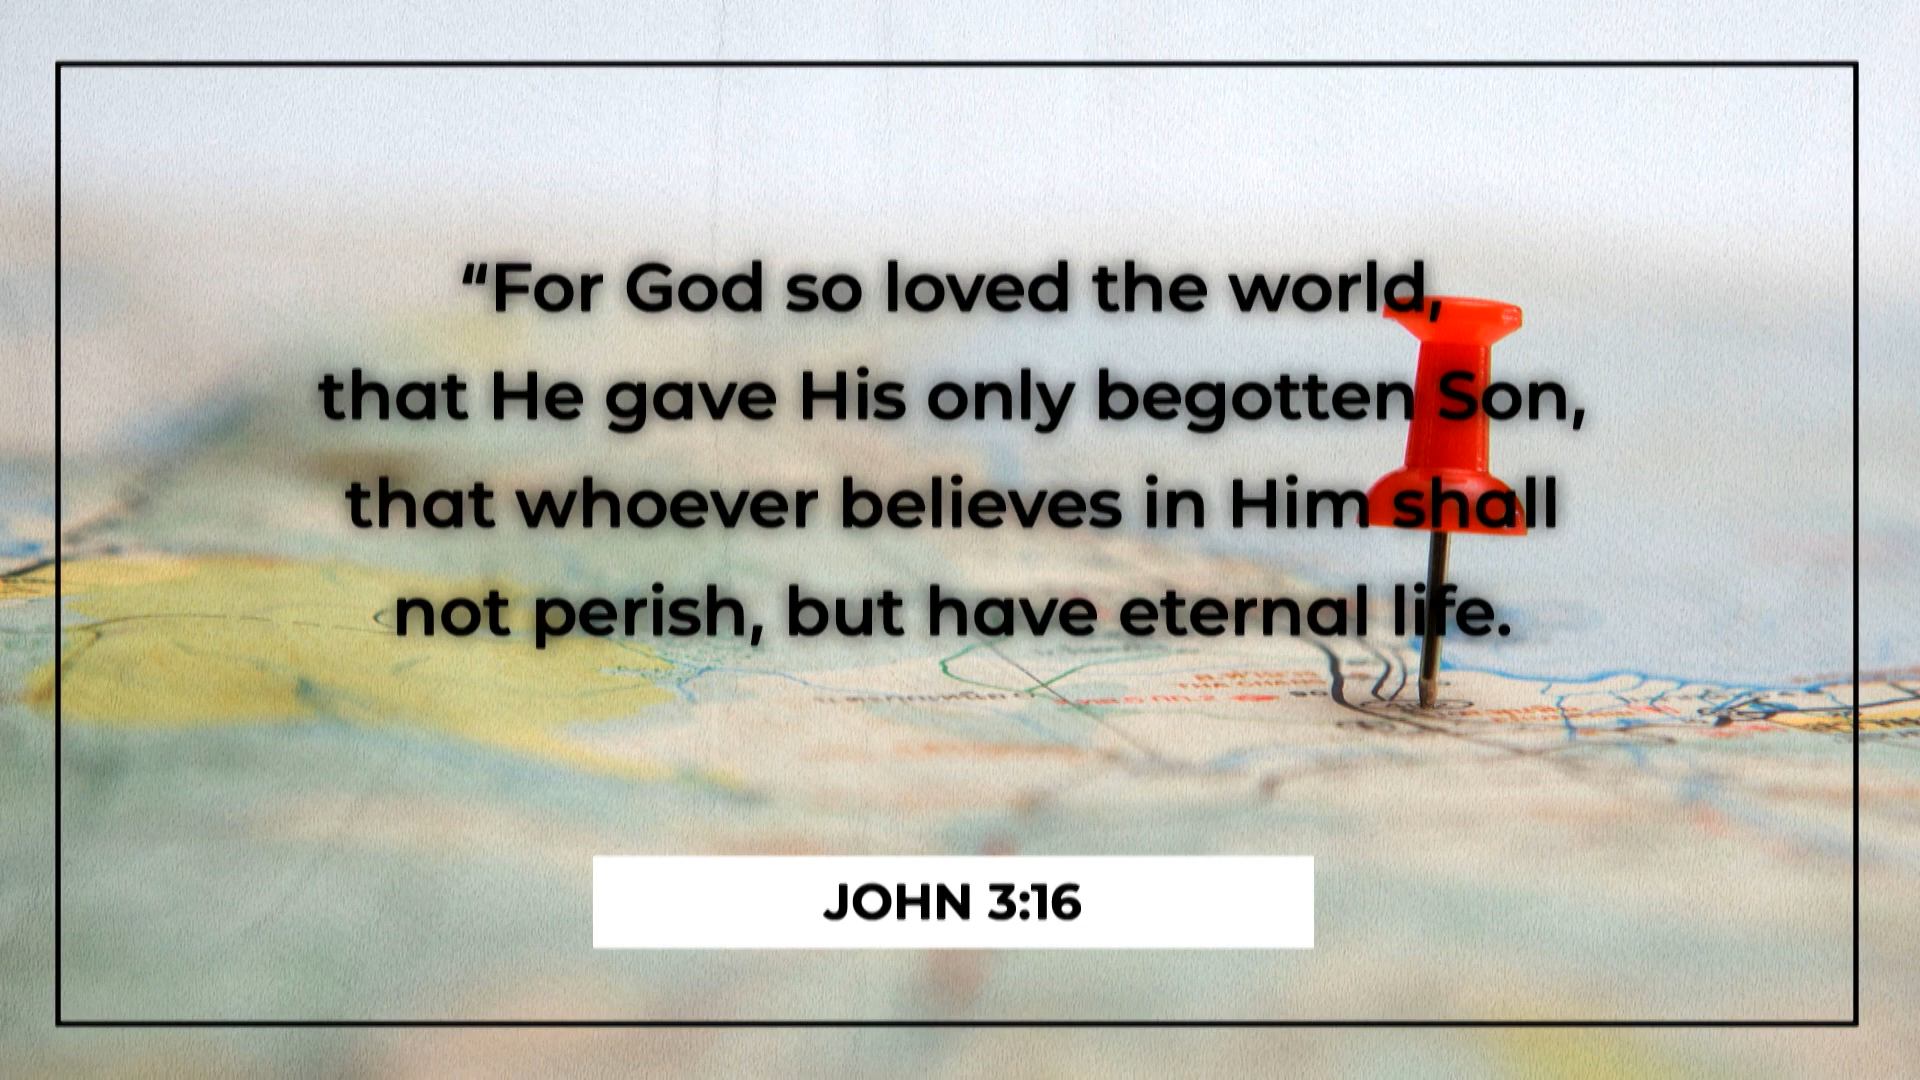 “For God so loved the world,
that He gave His only begotten Son,
that whoever believes in Him shall
not perish, but have eternal life.
JOHN 3:16